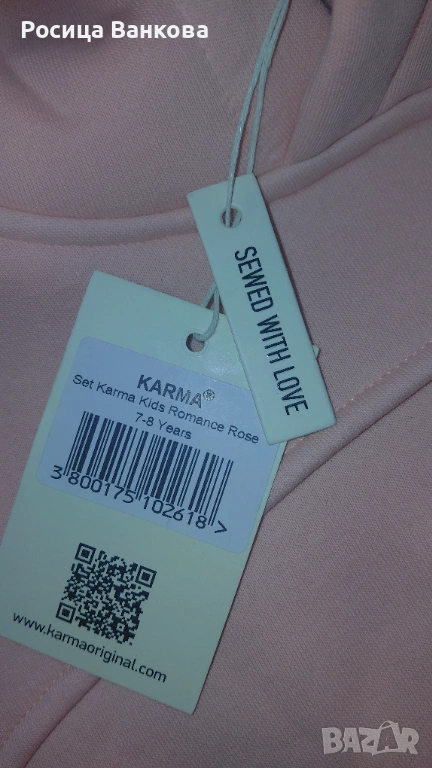 Росица Ванкова
SEWED WITH LOVE
KARMA®
Set Karma Kids Romance Rose
7-8 Years
3 800175 102618 >
www.karmaoriginal.com
BAZAR